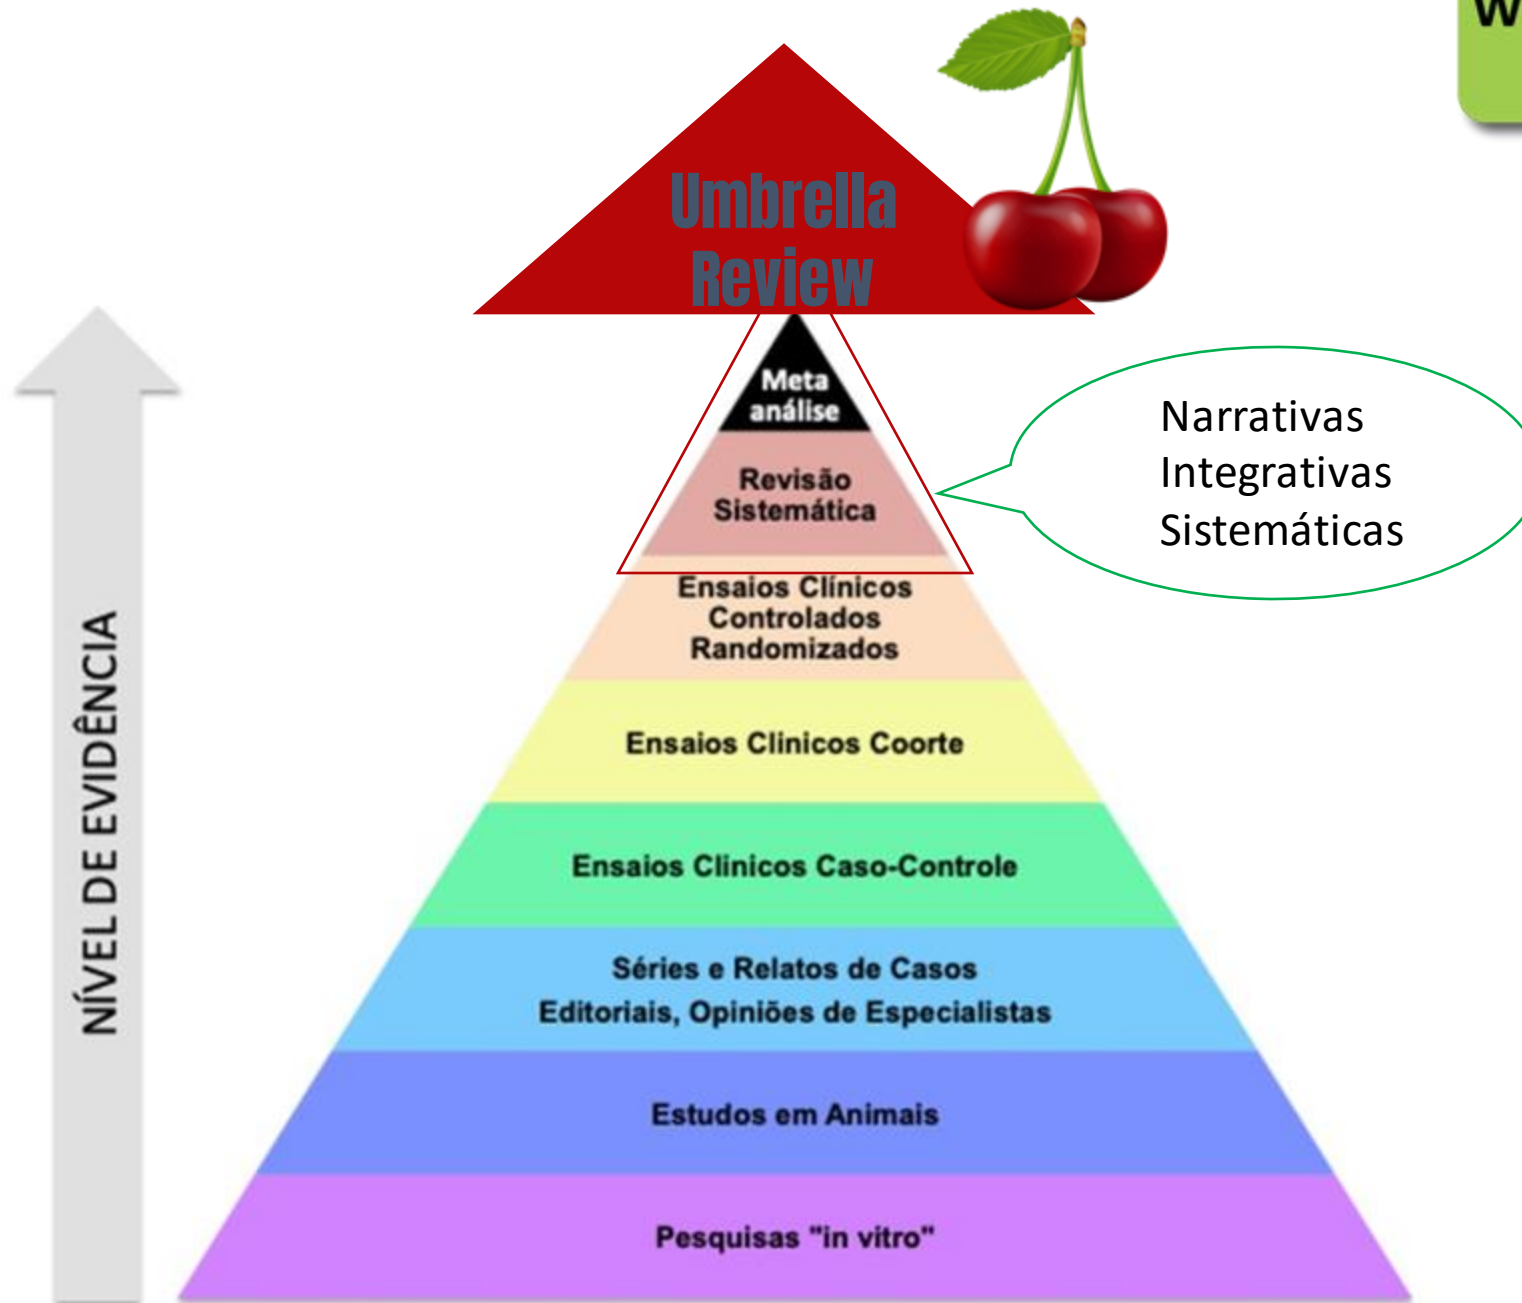 W
Umbrella
Review
Meta
análise
Revisão
Sistemática
Narrativas
Integrativas
Sistemáticas
Ensaios Clínicos
Controlados
Randomizados
Ensaios Clinicos Coorte
Ensaios Clinicos Caso-Controle
Séries e Relatos de Casos
Editoriais, Opiniões de Especialistas
Estudos em Animais
Pesquisas "in vitro"
NÍVEL DE EVIDÊNCIA